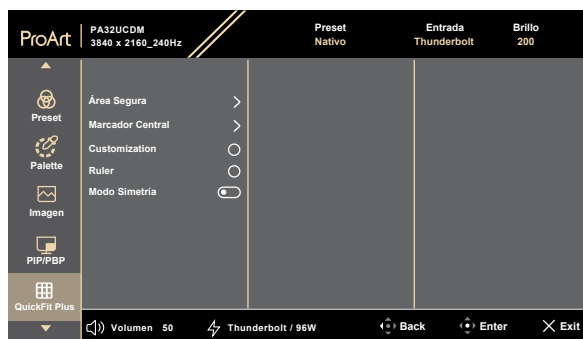 ProArt
PA32UCDM
3840 x 2160_240Hz
Preset
Nativo
Entrada
Thunderbolt
Brillo
200
Preset
Palette
Imagen
PIP/PBP
QuickFit Plus
Área Segura
Marcador Central
Customization
Ruler
Modo Simetria
Volumen 50
Thunderbolt / 96W
Back
Enter
Exit